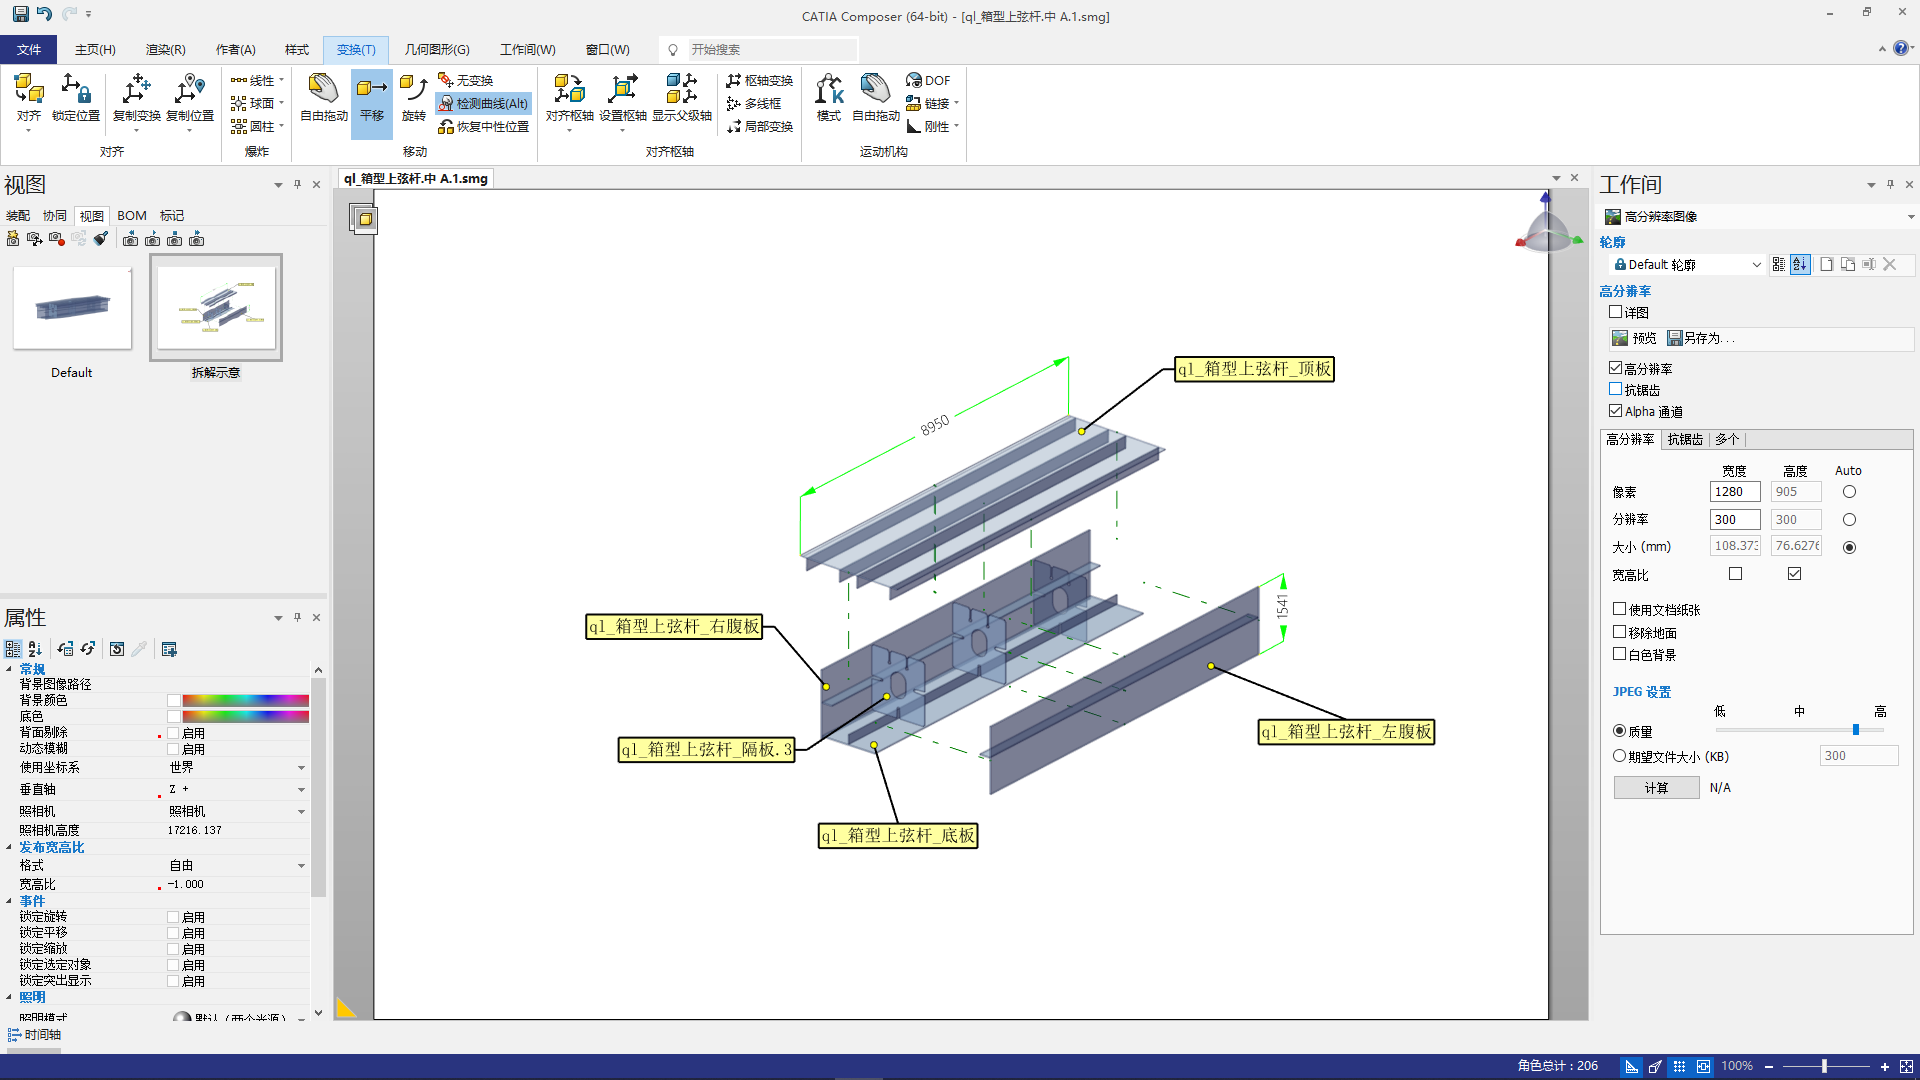 CATIA Composer (64-bit) - [ql_箱型上弦杆.中 A.1.smg]
文件 主页(H) 渲染(R) 作者(A) 样式 变换(T) 几何图形(G) 工作间(W) 窗口(W) 开始搜索
对齐 锁定位置 复制变换 复制位置
对齐
线性
球面
圆柱
爆炸
自由拖动 平移 旋转
无变换
检测曲线(Alt)
恢复中性位置
移动
对齐枢轴 设置枢轴 显示父级轴
枢轴变换
多线框
局部变换
对齐枢轴
模式 自由拖动
DOF
链接
刚性
运动机构
视图
装配 协同 视图 BOM 标记
Default 拆解示意
属性
常规
背景图像路径
背景颜色
底色
背面剔除 启用
动态模糊 启用
使用坐标系 世界
垂直轴 Z +
照相机 照相机
照相机高度 17216.137
发布宽高比
格式 自由
宽高比 -1.000
事件
锁定旋转 启用
锁定平移 启用
锁定缩放 启用
锁定选定对象 启用
锁定突出显示 启用
照明
照明模式 默认 (两个光源)
时间轴
ql_箱型上弦杆.中 A.1.smg
8950
ql_箱型上弦杆_顶板
1541
ql_箱型上弦杆_右腹板
ql_箱型上弦杆_左腹板
ql_箱型上弦杆_隔板.3
ql_箱型上弦杆_底板
工作间
高分辨率图像
轮廓
Default 轮廓
高分辨率
详图
预览 另存为...
高分辨率
抗锯齿
Alpha 通道
高分辨率 抗锯齿 多个
宽度 高度 Auto
像素 1280 905
分辨率 300 300
大小 (mm) 108.373 76.6276
宽高比
使用文档纸张
移除地面
白色背景
JPEG 设置
低 中 高
质量
期望文件大小 (KB) 300
计算 N/A
角色总计 : 206 100%